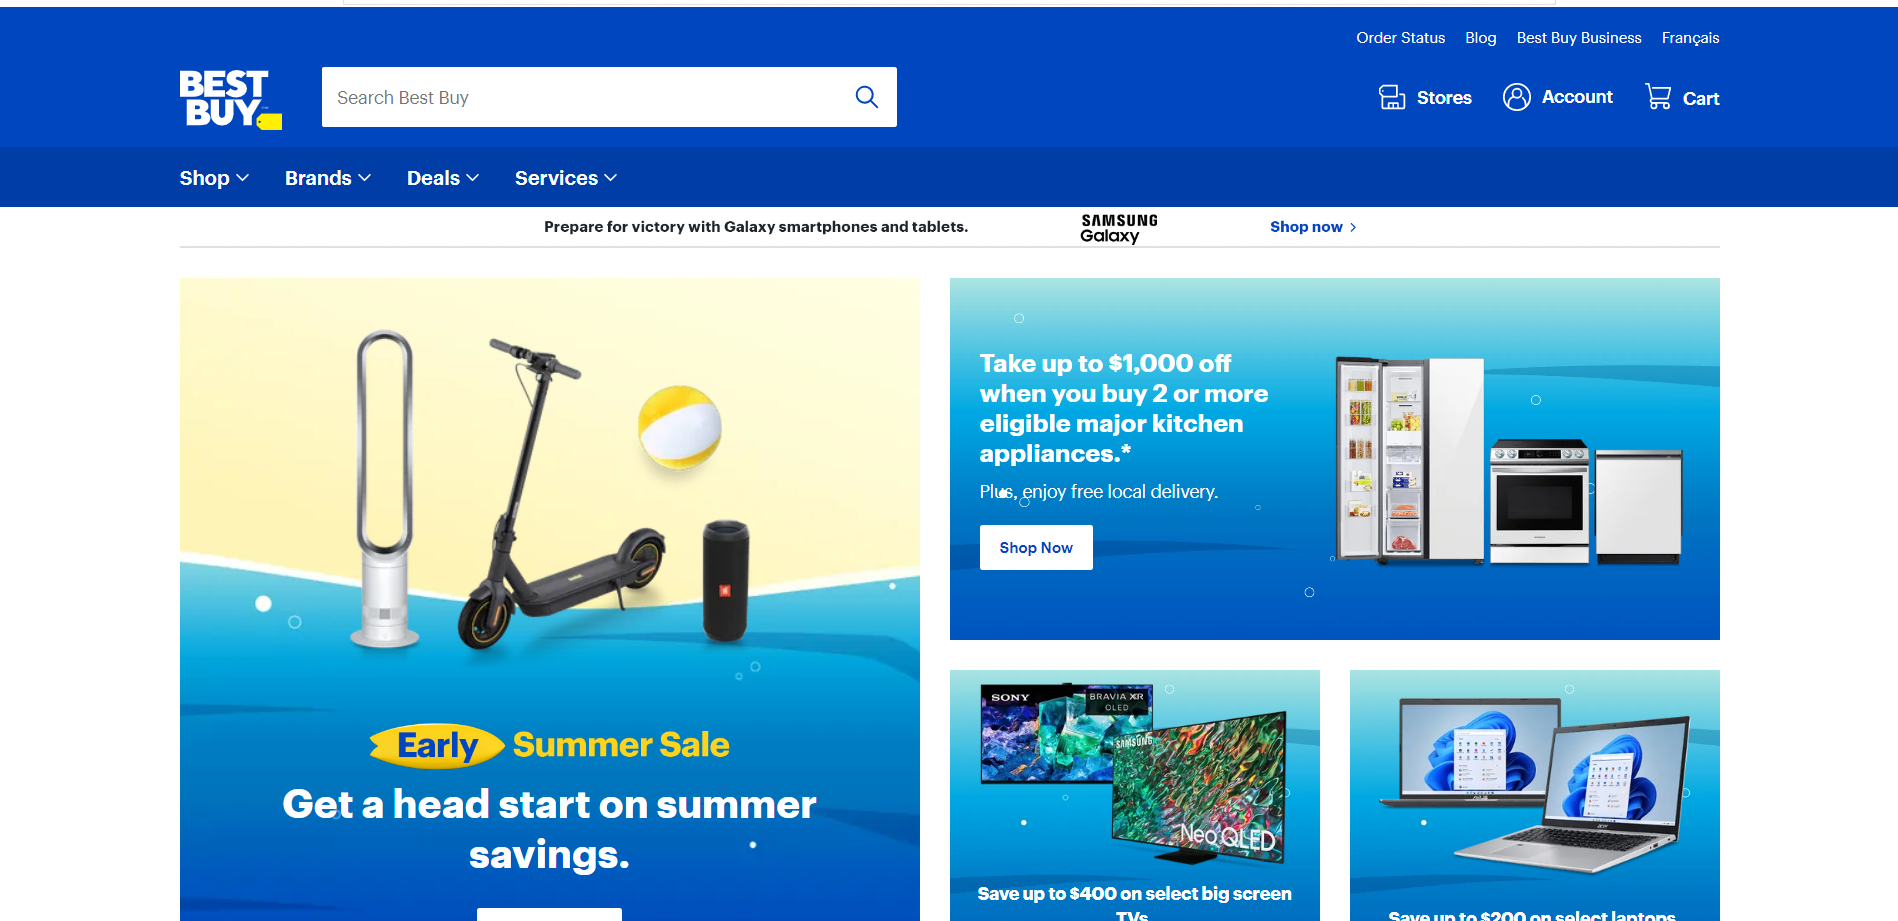 Order Status Blog Best Buy Business Français
BEST
BUY
Search Best Buy
Stores Account Cart
Shop Brands Deals Services
Prepare for victory with Galaxy smartphones and tablets.
SAMSUNG
Galaxy
Shop now
Early Summer Sale
Get a head start on summer
savings.
Take up to $1,000 off
when you buy 2 or more
eligible major kitchen
appliances.*
Plus, enjoy free local delivery.
Shop Now
SONY
BRAVIA XR
OLED
SAMSUNG
Neo QLED
Save up to $400 on select big screen
TVs
acer
Save up to $200 on select laptops